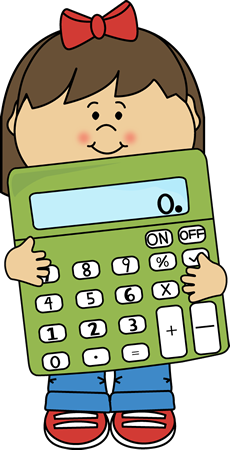 0.
ON OFF
8 9 % ✓
4 5 6 X
1 2 3 + −
0 . =